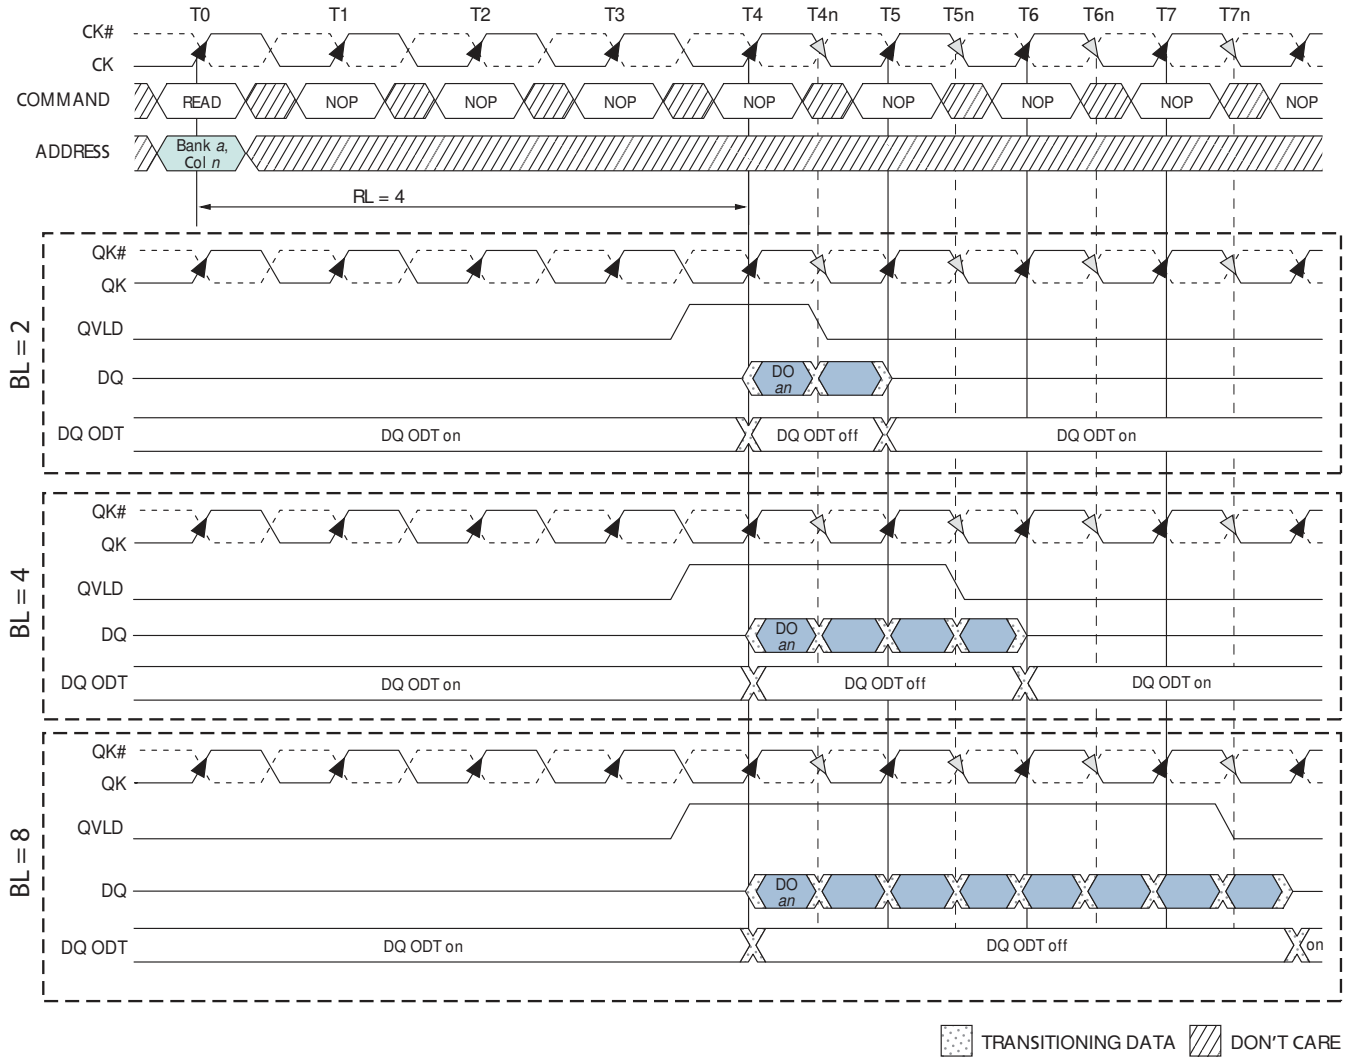 T0 T1 T2 T3 T4 T4n T5 T5n T6 T6n T7 T7n
CK#
CK
COMMAND READ NOP NOP NOP NOP NOP NOP NOP NOP
ADDRESS Bank a,
Col n
RL = 4
BL = 2
QK#
QK
QVLD
DQ DO
an
DQ ODT DQ ODT on DQ ODT off DQ ODT on
BL = 4
QK#
QK
QVLD
DQ DO
an
DQ ODT DQ ODT on DQ ODT off DQ ODT on
BL = 8
QK#
QK
QVLD
DQ DO
an
DQ ODT DQ ODT on DQ ODT off on
TRANSITIONING DATA DON'T CARE